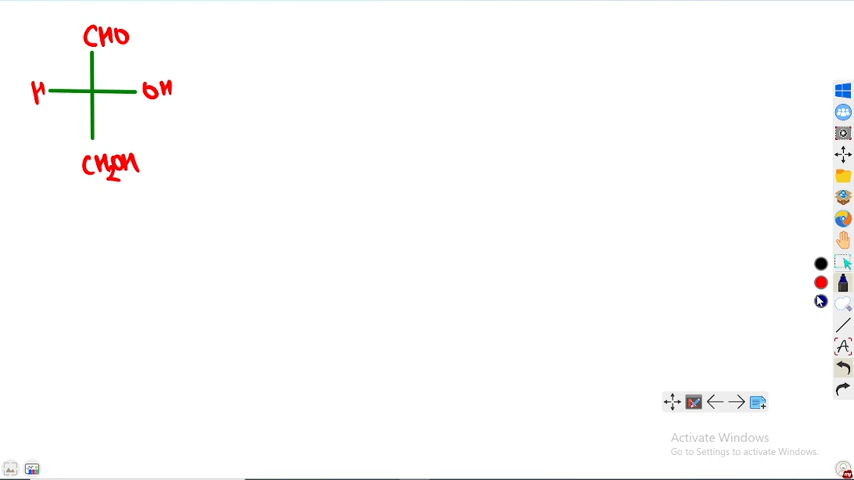 CHO
H OH
CH2OH
Activate Windows
Go to Settings to activate Windows.